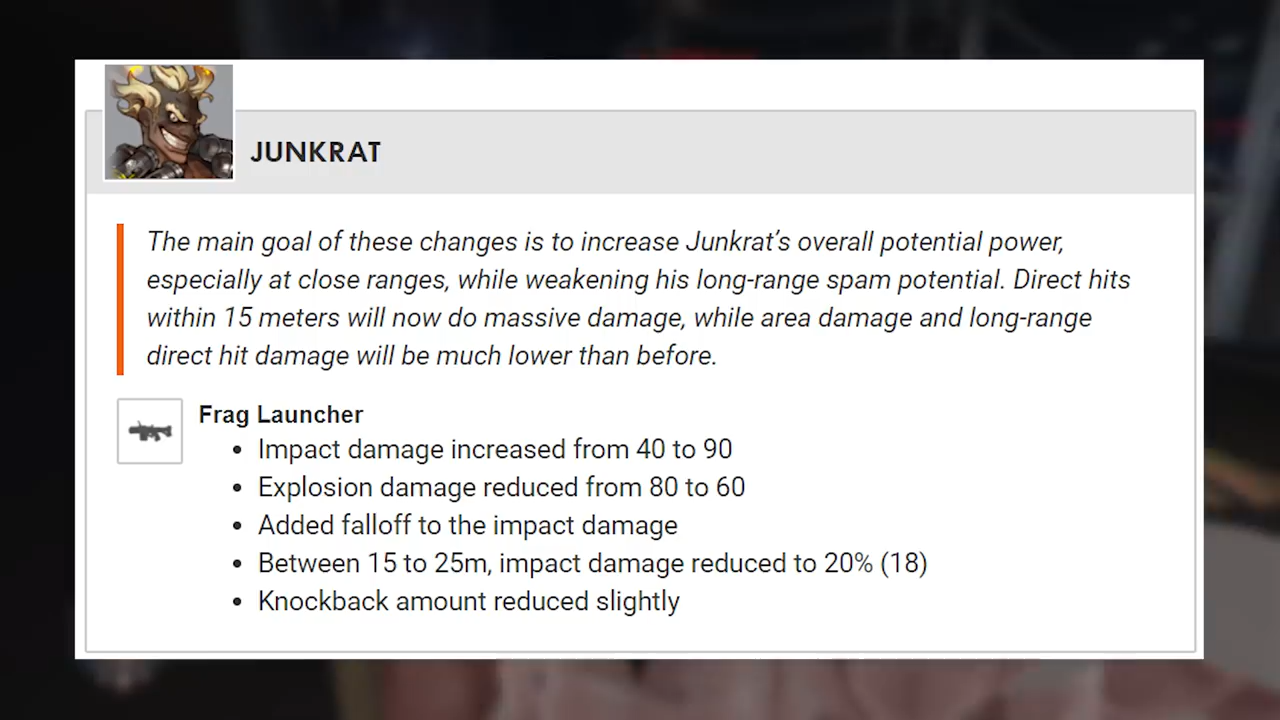 JUNKRAT
The main goal of these changes is to increase Junkrat’s overall potential power,
especially at close ranges, while weakening his long-range spam potential. Direct hits
within 15 meters will now do massive damage, while area damage and long-range
direct hit damage will be much lower than before.
Frag Launcher
• Impact damage increased from 40 to 90
• Explosion damage reduced from 80 to 60
• Added falloff to the impact damage
• Between 15 to 25m, impact damage reduced to 20% (18)
• Knockback amount reduced slightly